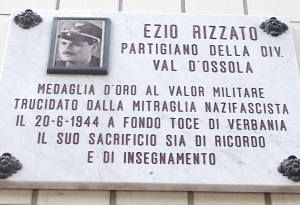 EZIO RIZZATO
PARTIGIANO DELLA DIV.
VAL D'OSSOLA
MEDAGLIA D'ORO AL VALOR MILITARE
TRUCIDATO DALLA MITRAGLIA NAZIFASCISTA
IL 20-6-1944 A FONDO TOCE DI VERBANIA
IL SUO SACRIFICIO SIA DI RICORDO
E DI INSEGNAMENTO